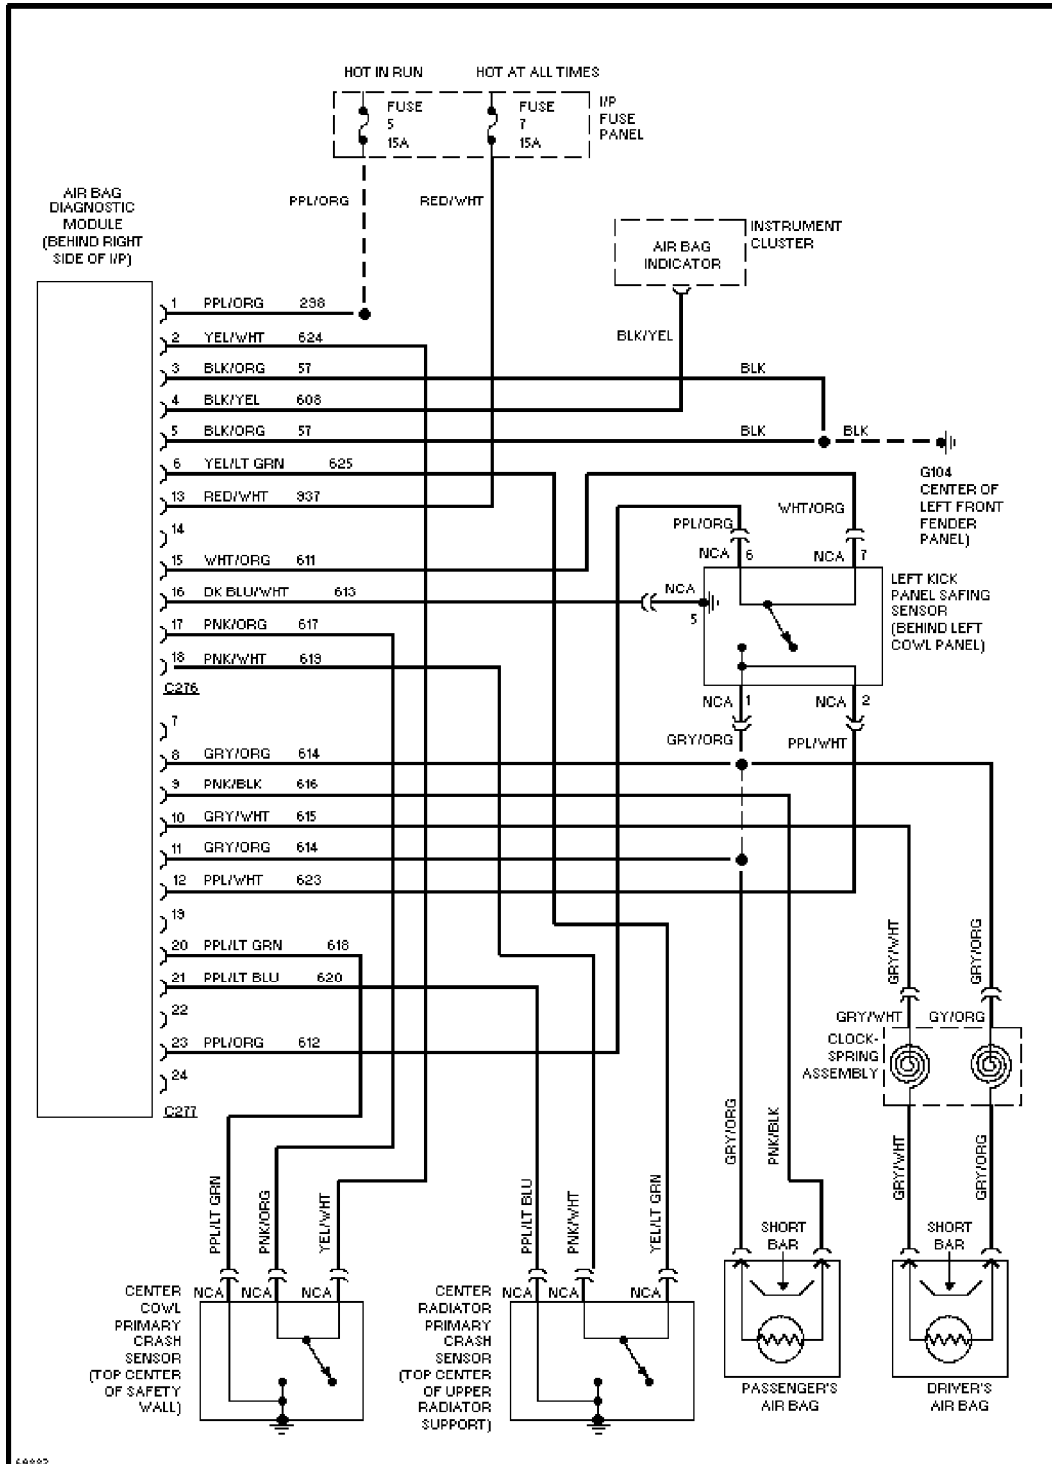 HOT IN RUN
HOT AT ALL TIMES
FUSE
5
15A
FUSE
7
15A
I/P
FUSE
PANEL
PPL/ORG
RED/WHT
AIR BAG
DIAGNOSTIC
MODULE
(BEHIND RIGHT
SIDE OF I/P)
AIR BAG
INDICATOR
INSTRUMENT
CLUSTER
BLK/YEL
1 PPL/ORG 298
2 YEL/WHT 624
3 BLK/ORG 57 BLK
4 BLK/YEL 608
5 BLK/ORG 57 BLK BLK
6 YEL/LT GRN 625
13 RED/WHT 937
14
15 WHT/ORG 611
16 DK BLU/WHT 613
17 PNK/ORG 617
18 PNK/WHT 619
C276
G104
CENTER OF
LEFT FRONT
FENDER
PANEL)
PPL/ORG
WHT/ORG
NCA 6
NCA 7
NCA
5
LEFT KICK
PANEL SAFING
SENSOR
(BEHIND LEFT
COWL PANEL)
NCA 1
NCA 2
GRY/ORG
PPL/WHT
7
8 GRY/ORG 614
9 PNK/BLK 616
10 GRY/WHT 615
11 GRY/ORG 614
12 PPL/WHT 623
19
20 PPL/LT GRN 618
21 PPL/LT BLU 620
22
23 PPL/ORG 612
24
C277
GRY/WHT
GRY/ORG
GRY/WHT
GY/ORG
CLOCK-
SPRING
ASSEMBLY
GRY/ORG
PNK/BLK
GRY/WHT
GRY/ORG
PPL/LT GRN
PNK/ORG
YEL/WHT
PPL/LT BLU
PNK/WHT
YEL/LT GRN
SHORT
BAR
SHORT
BAR
NCA NCA NCA
CENTER
COWL
PRIMARY
CRASH
SENSOR
(TOP CENTER
OF SAFETY
WALL)
NCA NCA NCA
CENTER
RADIATOR
PRIMARY
CRASH
SENSOR
(TOP CENTER
OF UPPER
RADIATOR
SUPPORT)
PASSENGER'S
AIR BAG
DRIVER'S
AIR BAG